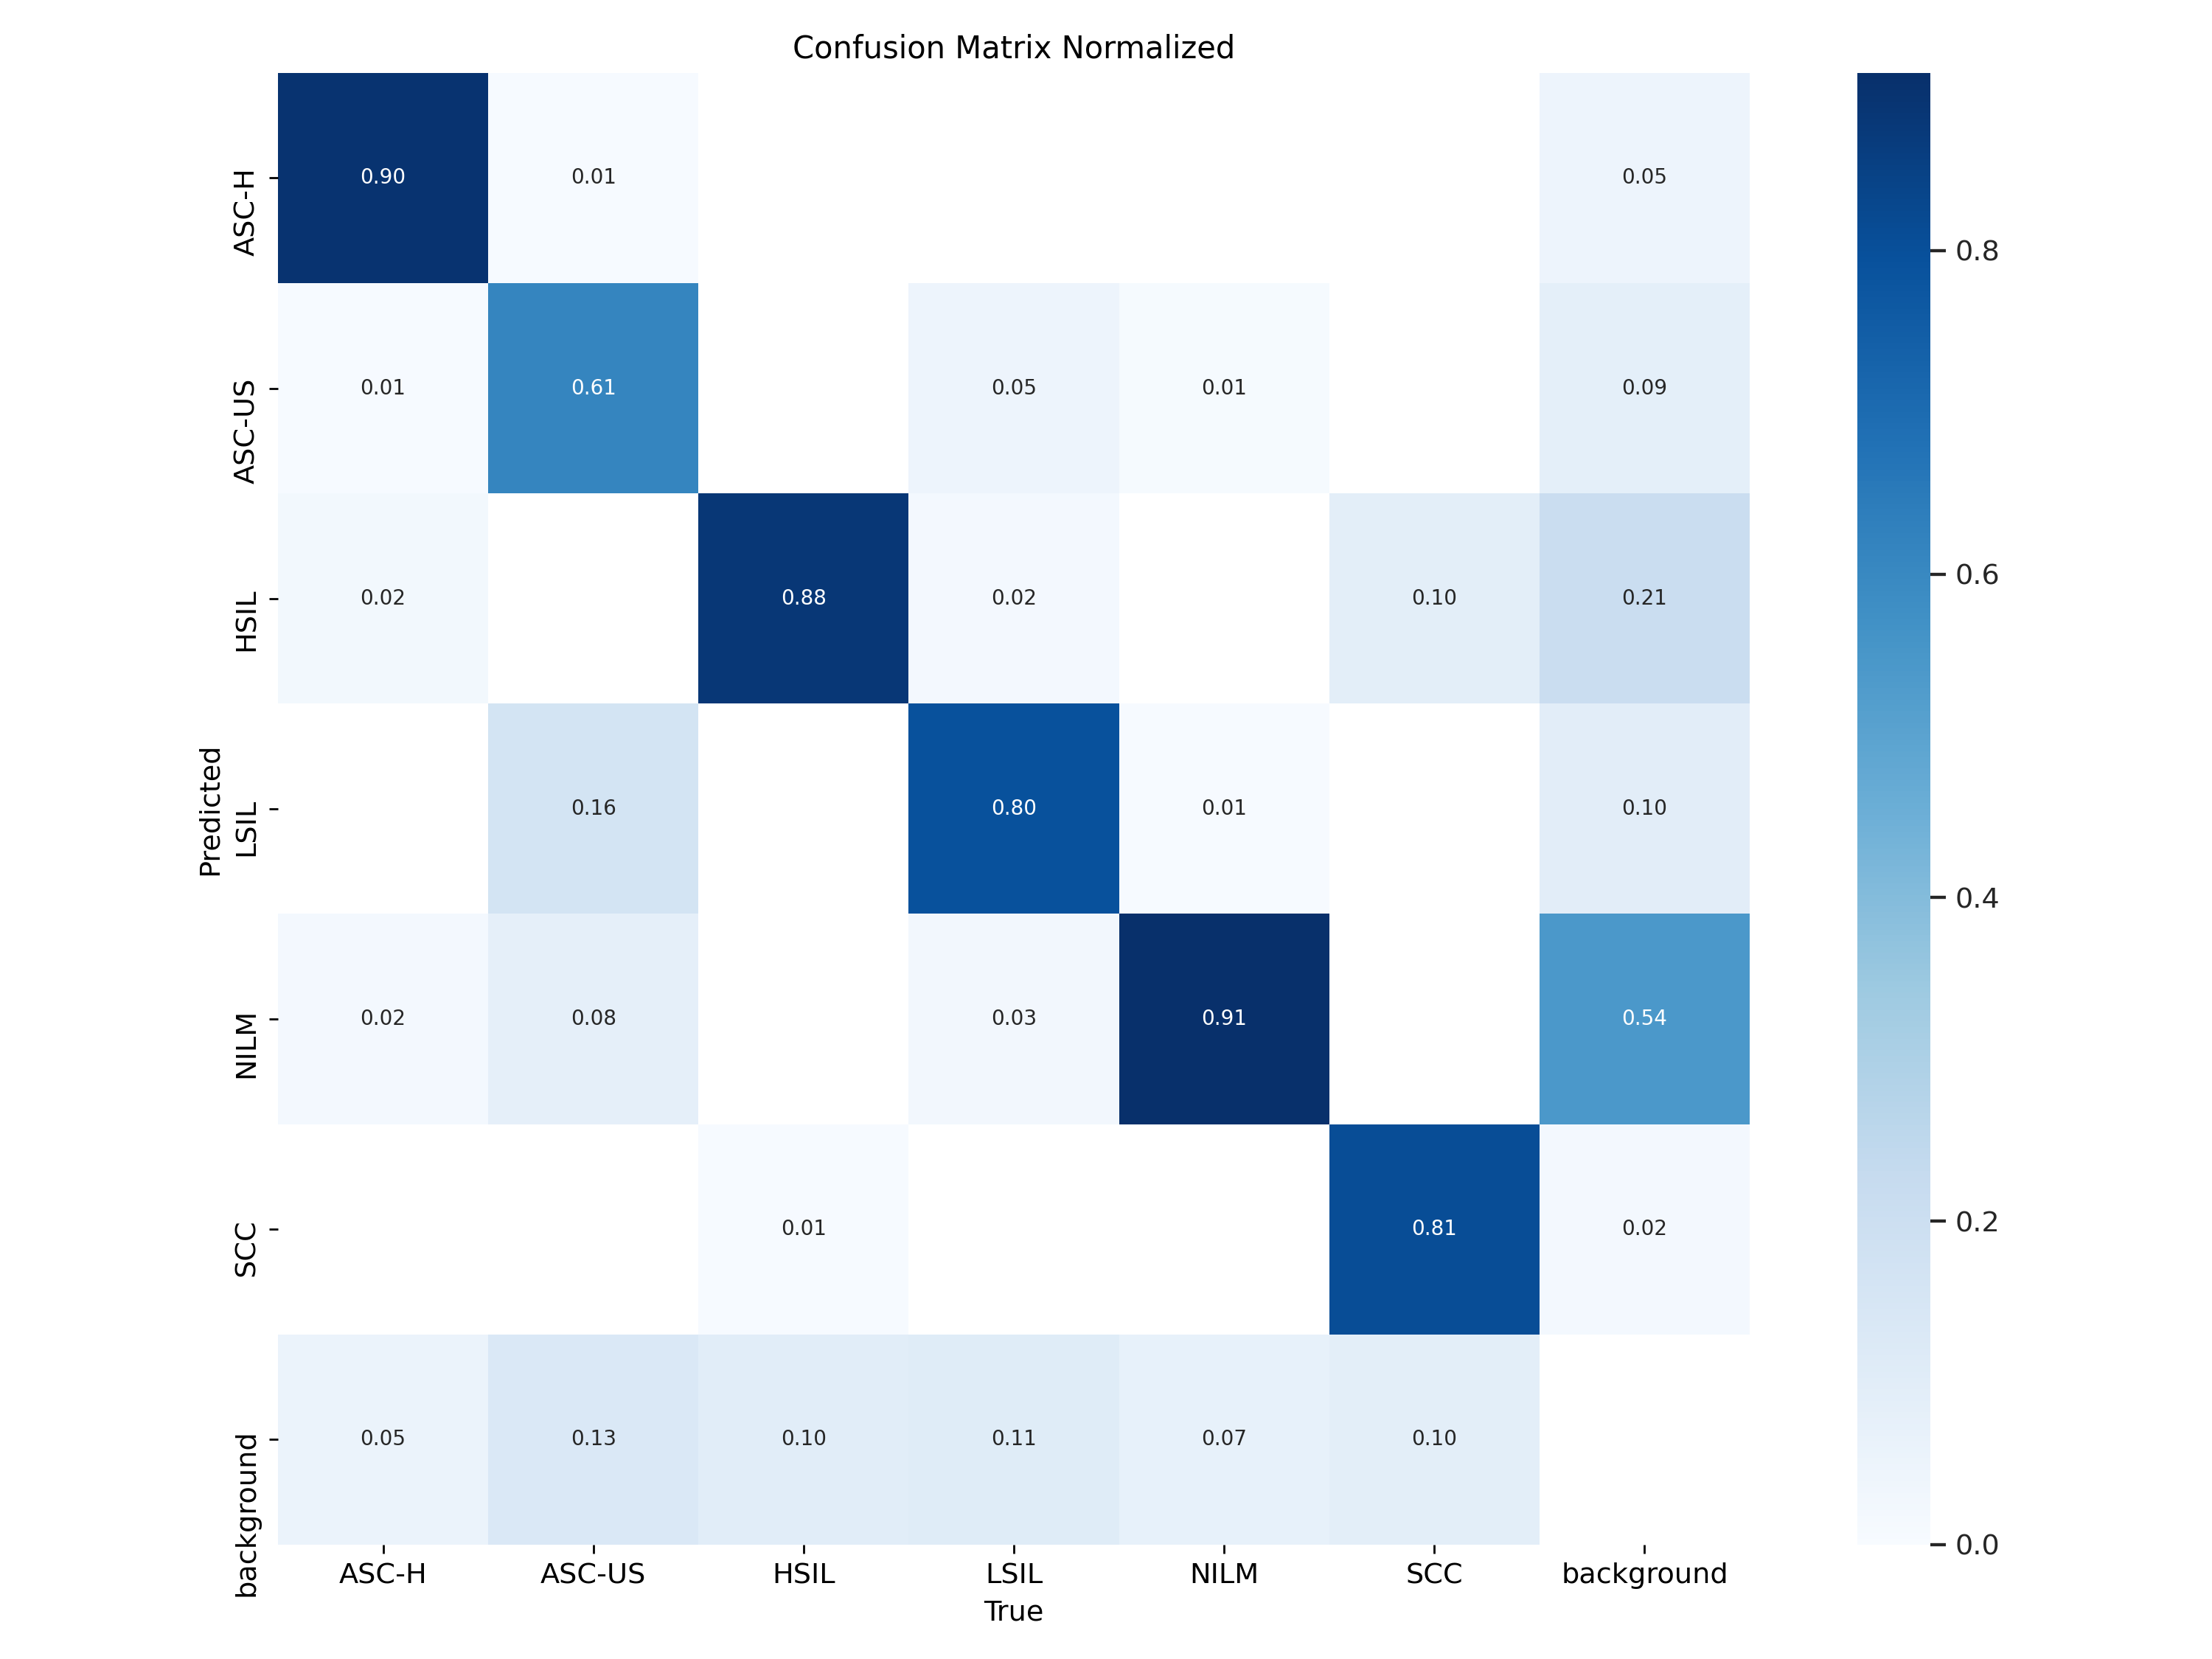 Confusion Matrix Normalized
ASC-H 0.90 0.01 0.05
0.8
ASC-US 0.01 0.61 0.05 0.01 0.09
0.6
HSIL 0.02 0.88 0.02 0.10 0.21
Predicted
LSIL 0.16 0.80 0.01 0.10
0.4
NILM 0.02 0.08 0.03 0.91 0.54
0.2
SCC 0.01 0.81 0.02
background 0.05 0.13 0.10 0.11 0.07 0.10
0.0
ASC-H ASC-US HSIL LSIL NILM SCC background
True